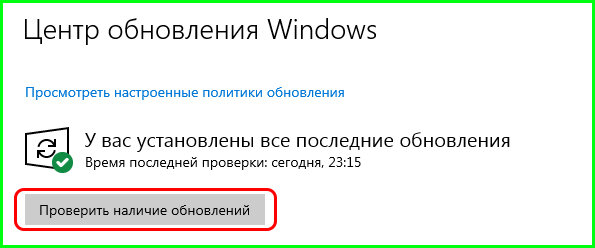 Центр обновления Windows
Просмотреть настроенные политики обновления
У вас установлены все последние обновления
Время последней проверки: сегодня, 23:15
Проверить наличие обновлений